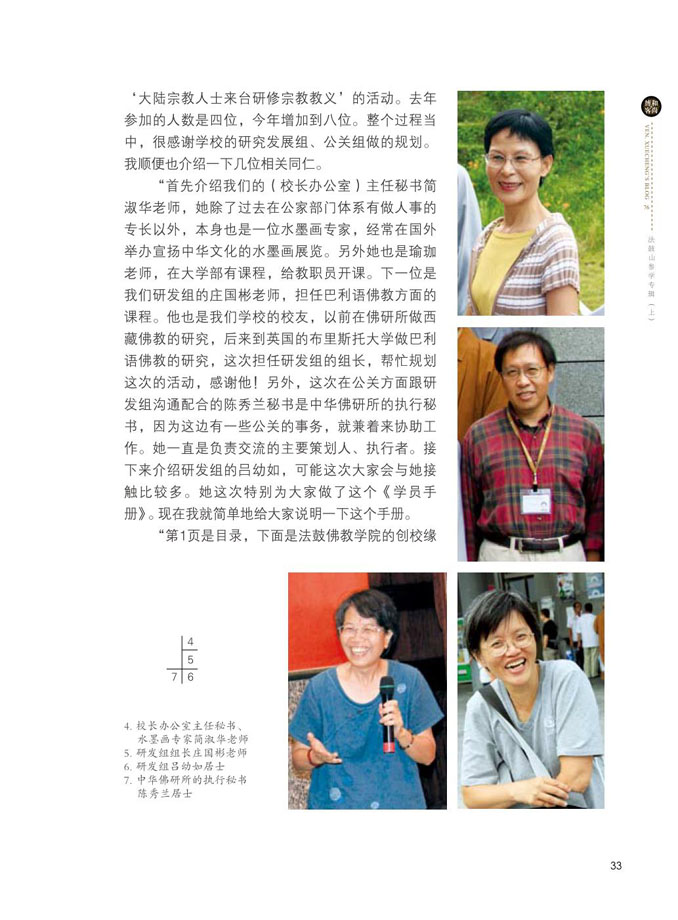 ‘大陆宗教人士来台研修宗教教义’的活动。去年
参加的人数是四位，今年增加到八位。整个过程当
中，很感谢学校的研究发展组、公关组做的规划。
我顺便也介绍一下几位相关同仁。
“首先介绍我们的（校长办公室）主任秘书简
淑华老师，她除了过去在公家部门体系有做人事的
专长以外，本身也是一位水墨画专家，经常在国外
举办宣扬中华文化的水墨画展览。另外她也是瑜珈
老师，在大学部有课程，给教职员开课。下一位是
我们研发组的庄国彬老师，担任巴利语佛教方面的
课程。他也是我们学校的校友，以前在佛研所做西
藏佛教的研究，后来到英国的布里斯托大学做巴利
语佛教的研究，这次担任研发组的组长，帮忙规划
这次的活动，感谢他！另外，这次在公关方面跟研
发组沟通配合的陈秀兰秘书是中华佛研所的执行秘
书，因为这边有一些公关的事务，就兼着来协助工
作。她一直是负责交流的主要策划人、执行者。接
下来介绍研发组的吕幼如，可能这次大家会与她接
触比较多。她这次特别为大家做了这个《学员手
册》。现在我就简单地给大家说明一下这个手册。
“第1页是目录，下面是法鼓佛教学院的创校缘
4
5
7 6
4. 校长办公室主任秘书、
水墨画专家简淑华老师
5. 研发组组长庄国彬老师
6. 研发组吕幼如居士
7. 中华佛研所的执行秘书
陈秀兰居士
和尚
博客
VEN. XUECHENG'S BLOG
法鼓山参学专辑（上）
33